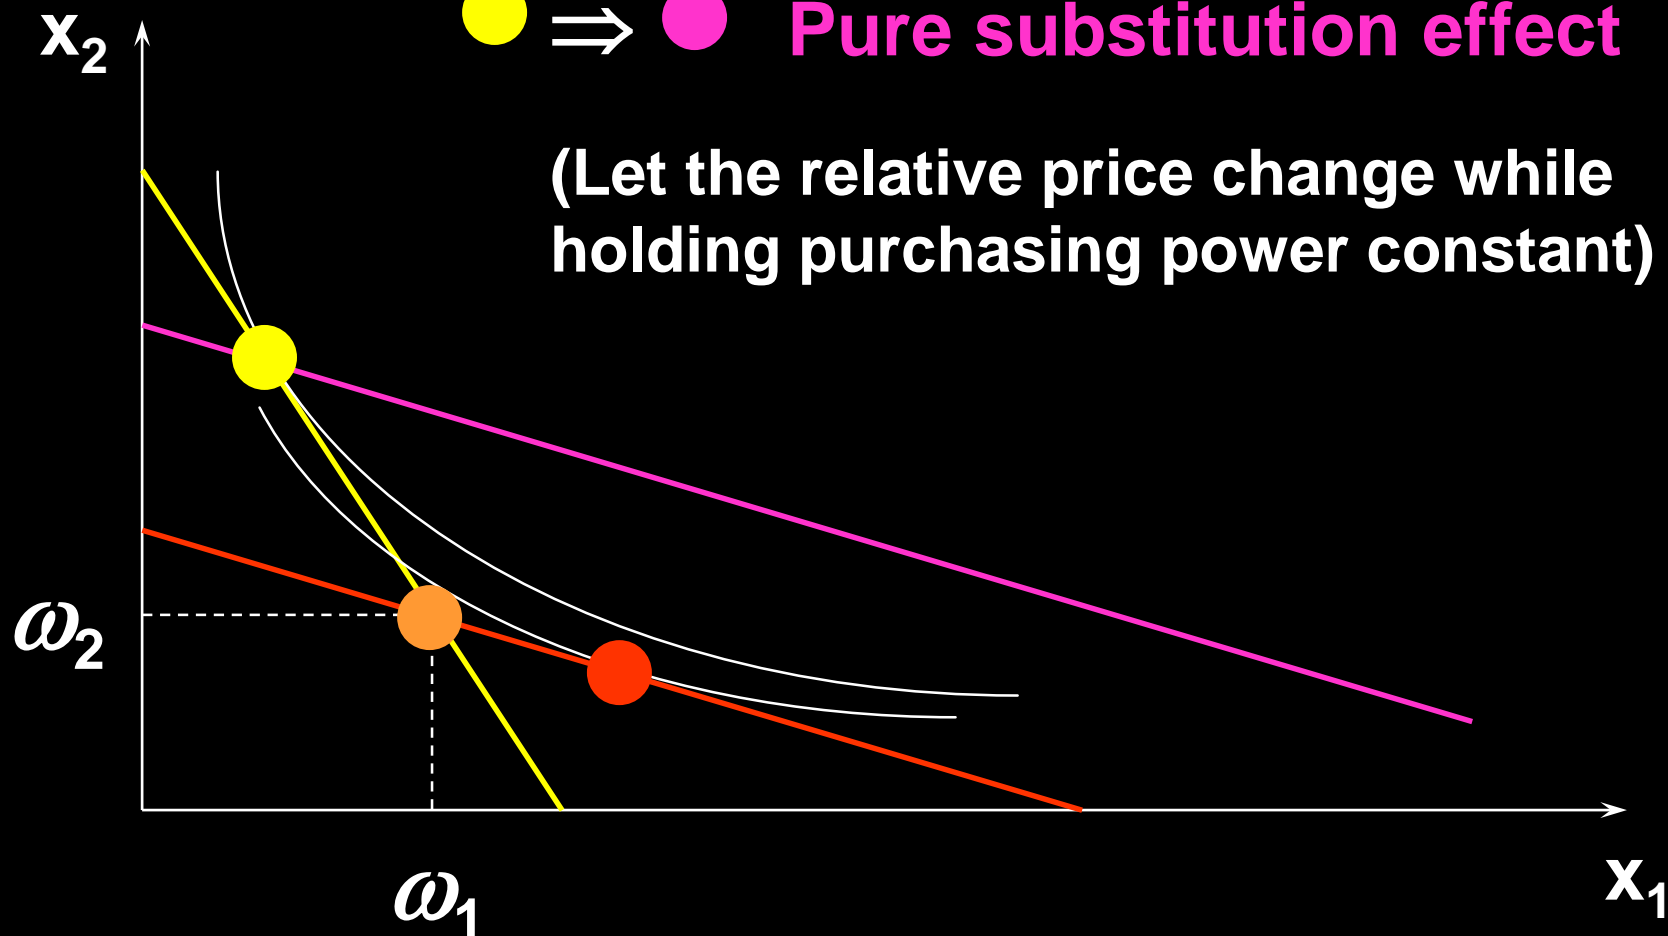 x₂
⇒ Pure substitution effect
(Let the relative price change while
holding purchasing power constant)
ω₂
ω₁
x₁